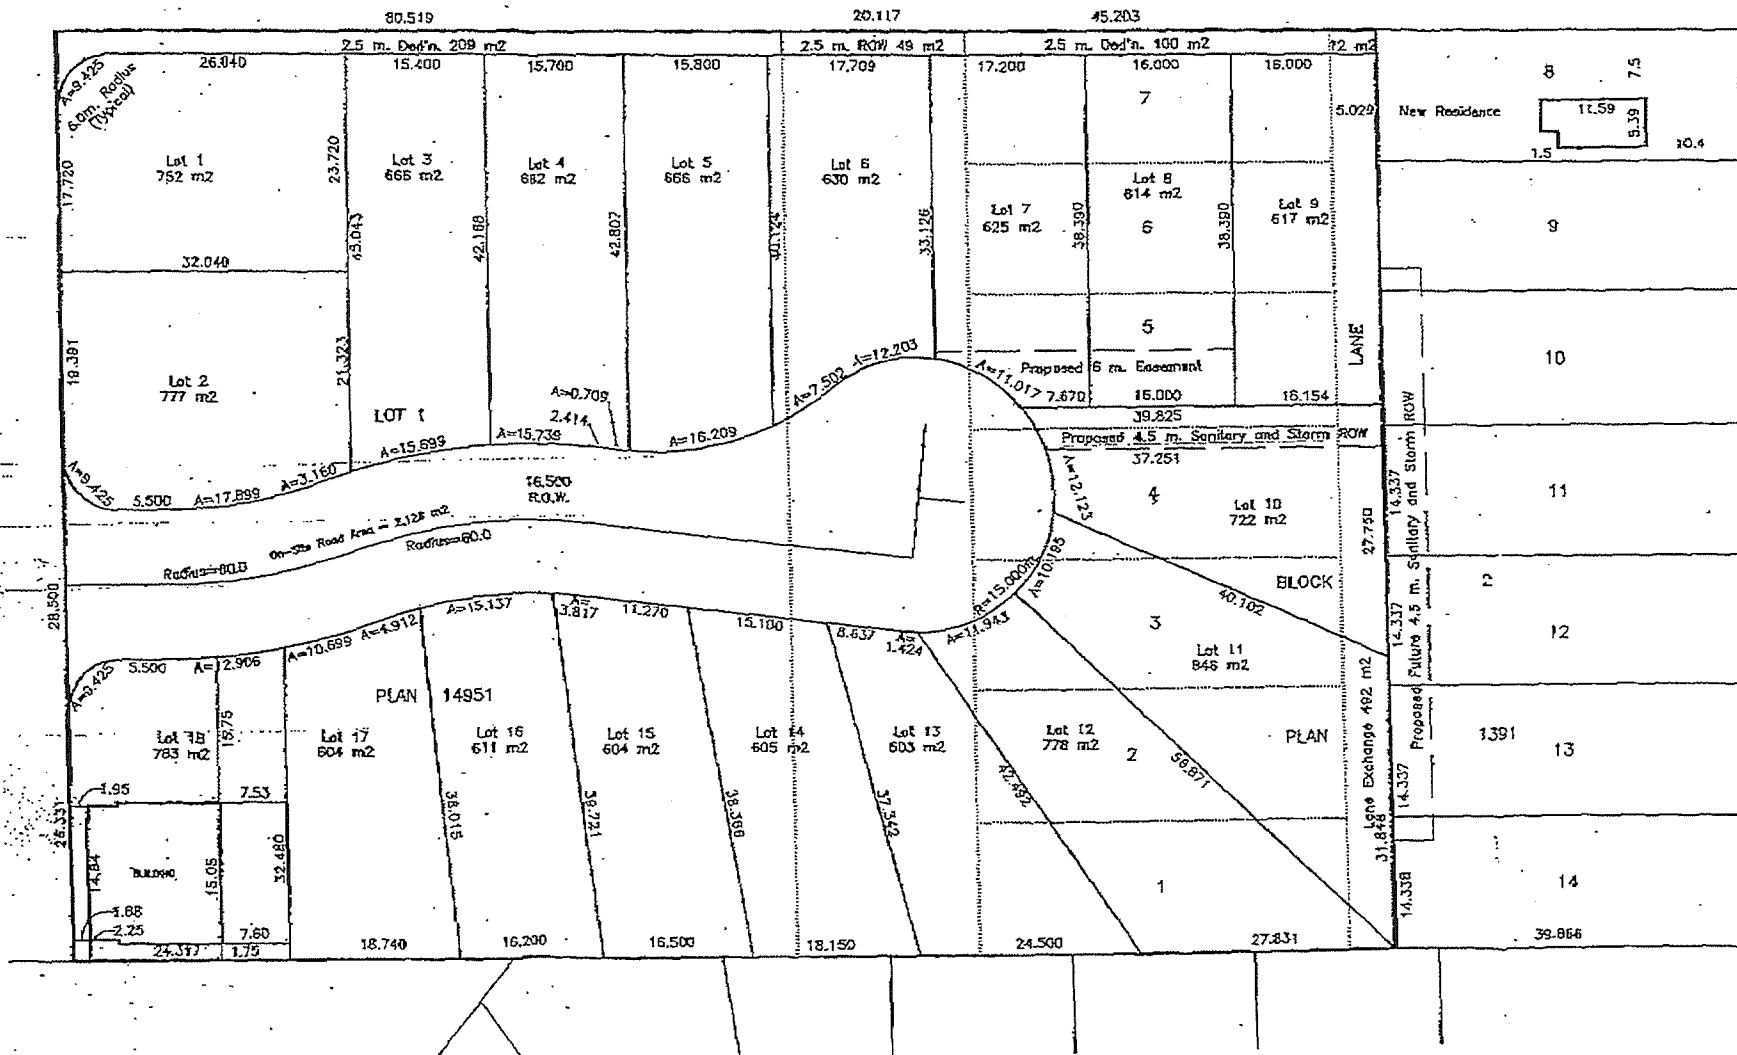 80.519 20.117 45.203
2.5 m. Ded'n. 209 m2 2.5 m. ROW 49 m2 2.5 m. Ded'n. 100 m2 12 m2
26.040 15.400 15.700 15.800 17.709 17.200 16.000 16.000
A=9.425
6.0m. Radius
(Typical)
7
8
7.5
5.029
New Residence
11.59
5.39
1.5
10.4
17.720
Lot 1
752 m2
23.720
Lot 3
666 m2
Lot 4
682 m2
Lot 5
666 m2
Lot 6
630 m2
Lot 7
625 m2
Lot 8
614 m2
6
Lot 9
617 m2
9
45.043
42.168
42.807
40.124
33.126
38.390
38.390
32.040
5
LANE
10
19.391
Lot 2
777 m2
21.323
LOT 1
A=0.709
2.414
A=7.502
A=12.203
A=11.017
Proposed 6 m. Easement
7.670 16.000 16.154
39.825
A=15.699
A=15.739
A=16.209
Proposed 4.5 m. Sanitary and Storm ROW
37.251
A=9.425
5.500
A=17.899
A=3.160
16.500
R.O.W.
A=12.123
4
Lot 10
722 m2
27.750
14.337
11
On-Site Road Area = 2,125 m2
Radius=60.0
Radius=60.0
R=15.000m
A=10.195
BLOCK
2
40.102
Proposed Future 4.5 m. Sanitary and Storm ROW
28.500
A=15.137
3.817
11.270
15.100
8.637
1.424
A=11.943
3
14.337
12
A=4.912
A=10.699
5.500
A= 2.906
A=9.425
Lot 11
846 m2
PLAN 14951
Lot 18
783 m2
15.75
Lot 17
604 m2
Lot 16
611 m2
Lot 15
604 m2
Lot 14
605 m2
Lot 13
603 m2
Lot 12
778 m2
2
PLAN
1391
13
Lane Exchange 492 m2
14.337
1.95
7.53
38.015
38.388
37.542
42.492
56.871
26.331
14.84
BUILDING
15.05
32.480
31.848
1
14
14.338
1.88
2.25
7.60
24.317 1.75 18.740 16.200 16.500 18.150 24.500 27.831 39.866